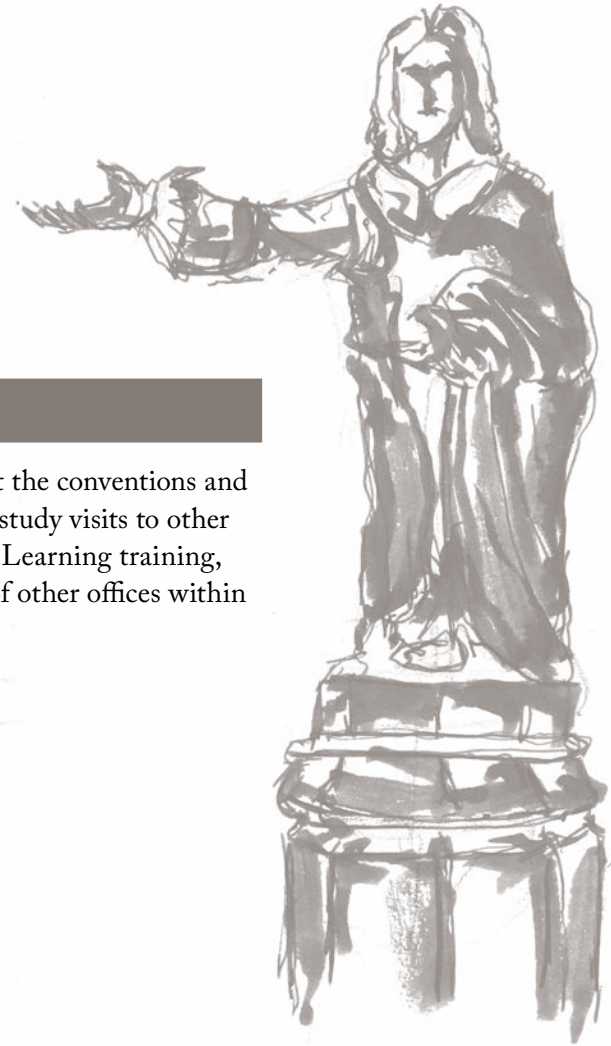 t the conventions and
study visits to other
Learning training,
f other offices within